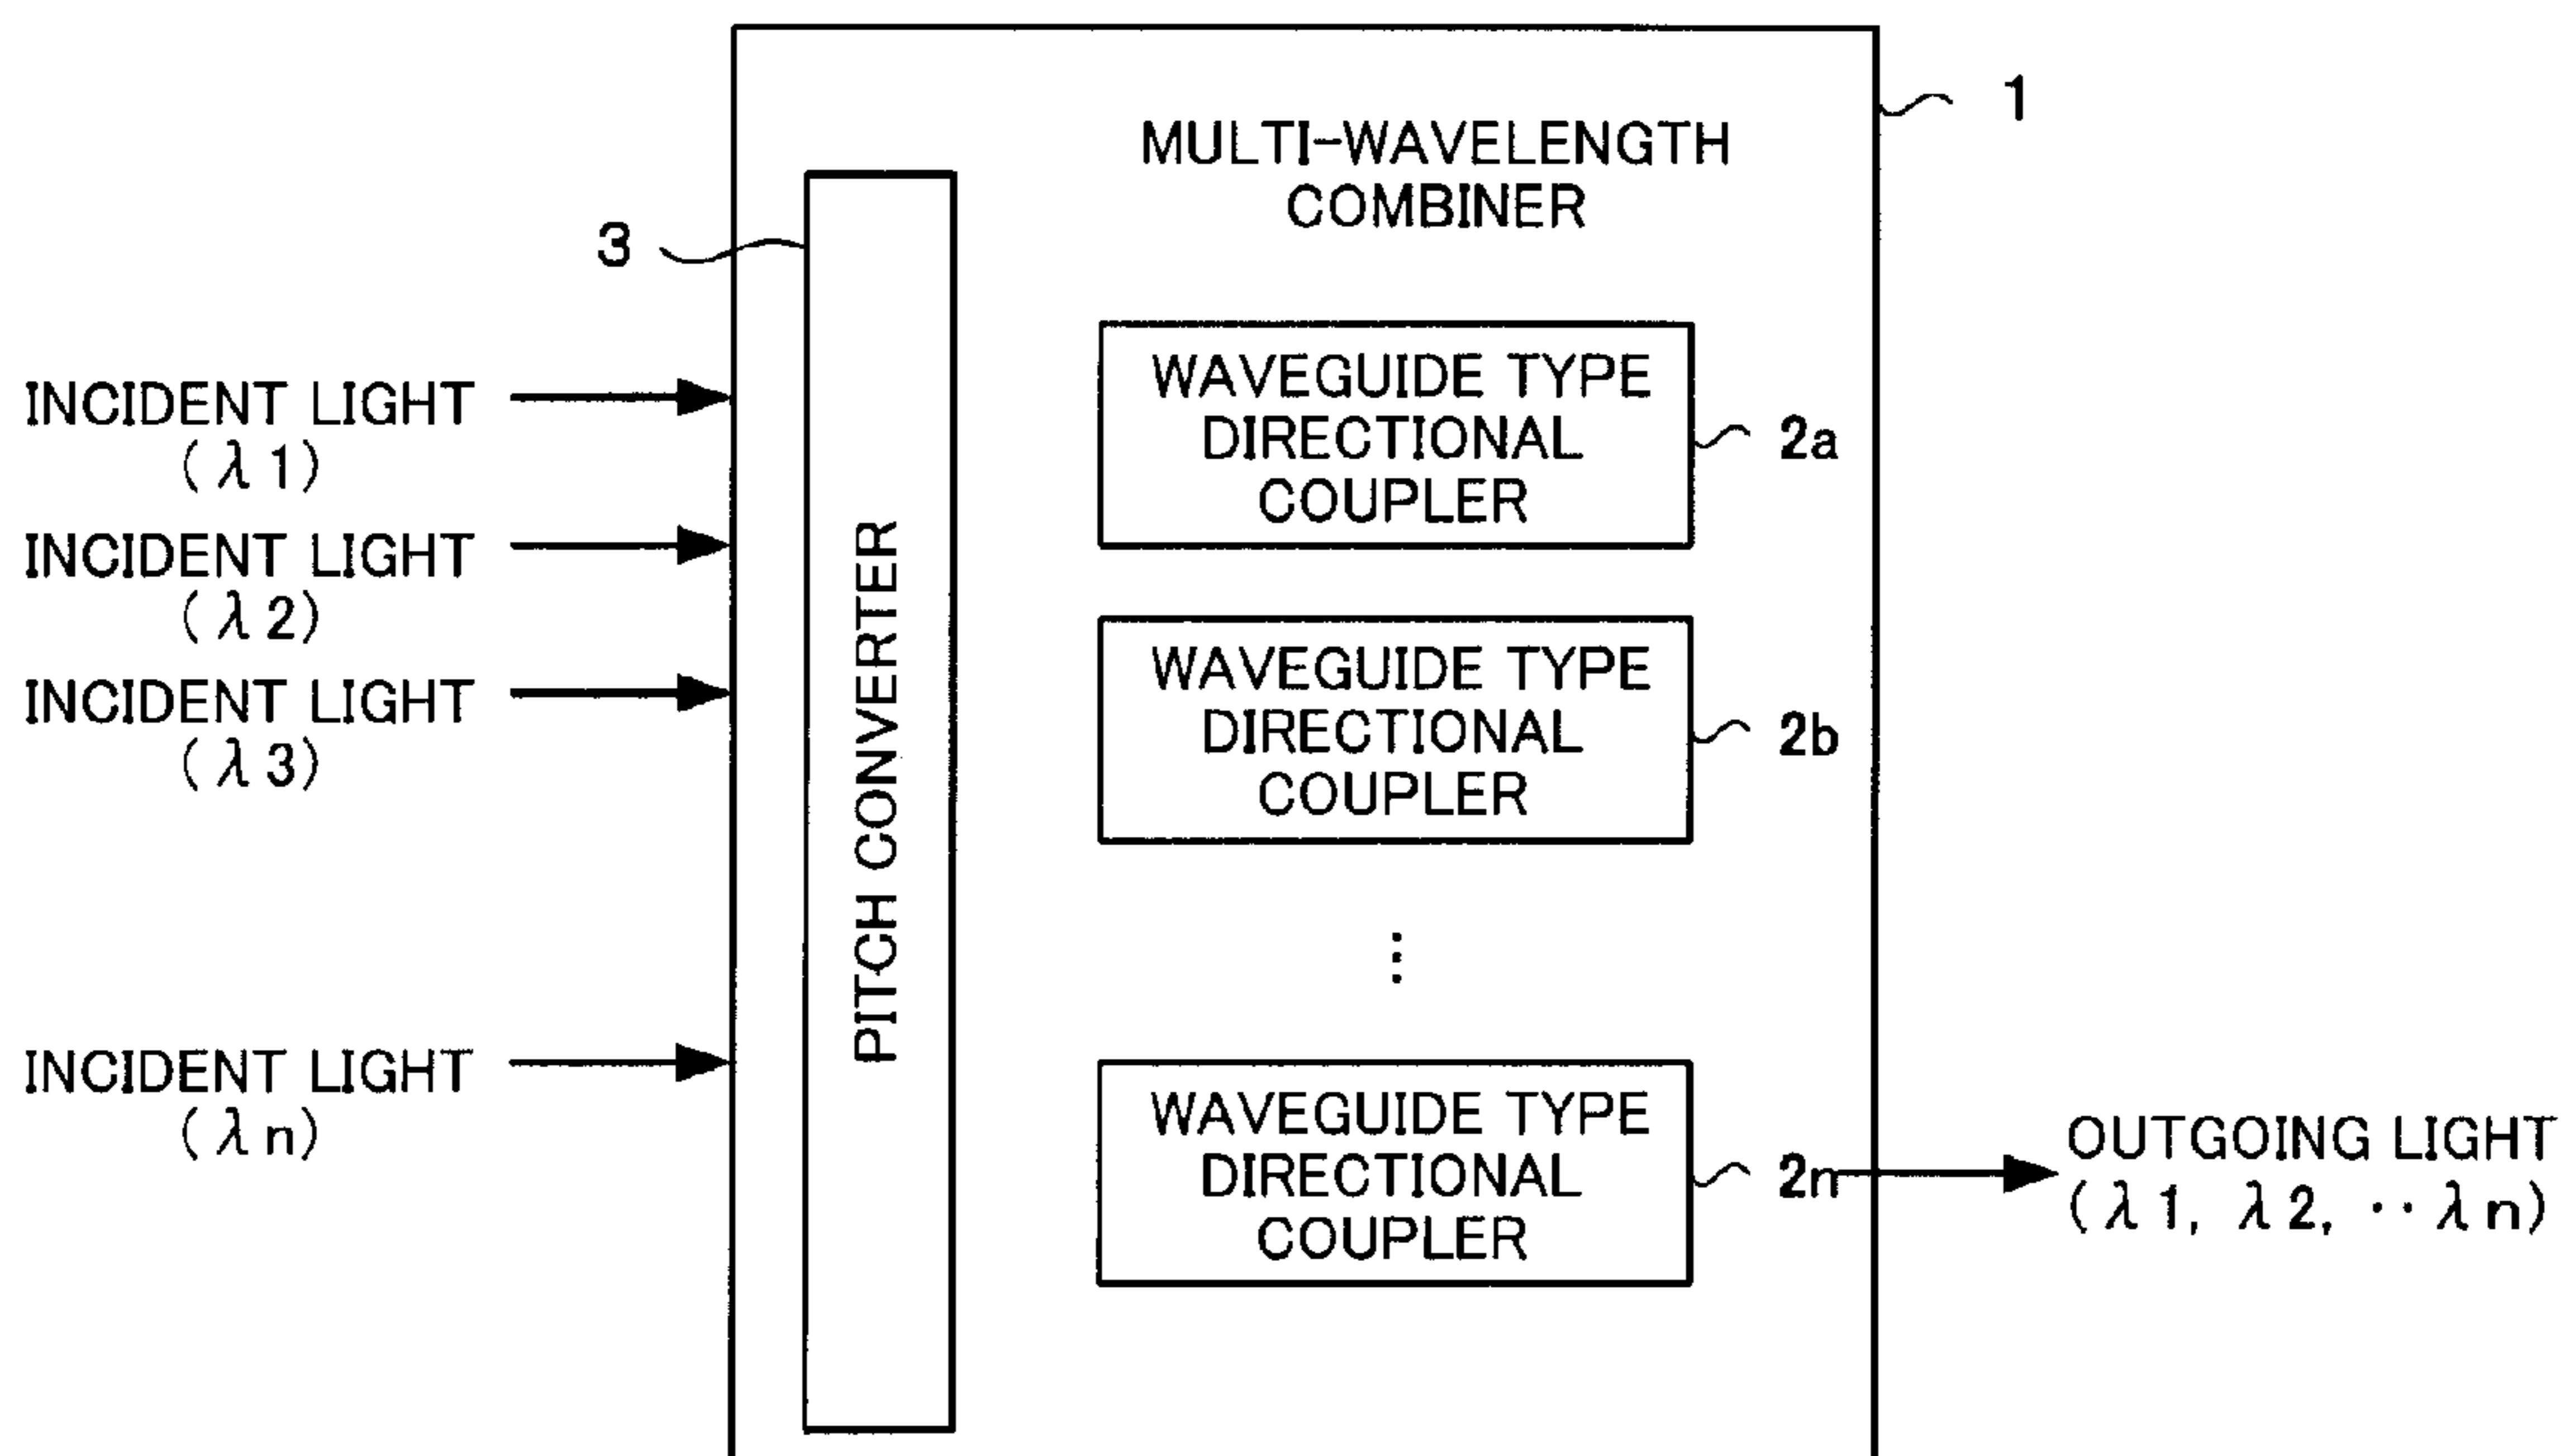 1
MULTI-WAVELENGTH
COMBINER
3
INCIDENT LIGHT
(λ1)
INCIDENT LIGHT
(λ2)
INCIDENT LIGHT
(λ3)
INCIDENT LIGHT
(λn)
PITCH CONVERTER
WAVEGUIDE TYPE
DIRECTIONAL
COUPLER
2a
WAVEGUIDE TYPE
DIRECTIONAL
COUPLER
2b
⋮
WAVEGUIDE TYPE
DIRECTIONAL
COUPLER
2n
OUTGOING LIGHT
(λ1, λ2, ･･λn)